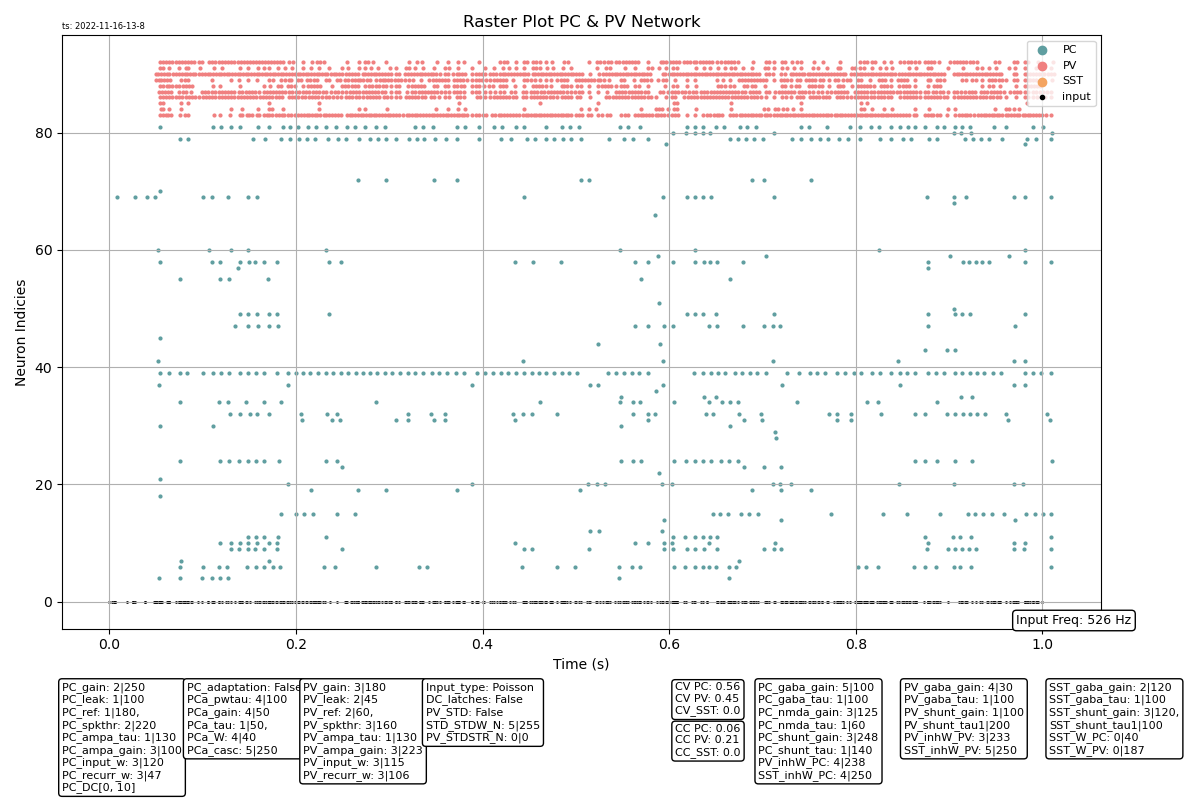 ts: 2022-11-16-13-8
Raster Plot PC & PV Network
PC
PV
SST
input
80
60
40
20
0
Neuron Indicies
0.0
0.2
0.4
0.6
0.8
1.0
Time (s)
Input Freq: 526 Hz
PC_gain: 2|250
PC_leak: 1|100
PC_ref: 1|180,
PC_spkthr: 2|220
PC_ampa_tau: 1|130
PC_ampa_gain: 3|100
PC_input_w: 3|120
PC_recurr_w: 3|47
PC_DC[0, 10]
PC_adaptation: False
PCa_pwtau: 4|100
PCa_gain: 4|50
PCa_tau: 1|50,
PCa_W: 4|40
PCa_casc: 5|250
PV_gain: 3|180
PV_leak: 2|45
PV_ref: 2|60,
PV_spkthr: 3|160
PV_ampa_tau: 1|130
PV_ampa_gain: 3|223
PV_input_w: 3|115
PV_recurr_w: 3|106
Input_type: Poisson
DC_latches: False
PV_STD: False
STD_STDW_N: 5|255
PV_STDSTR_N: 0|0
CV PC: 0.56
CV PV: 0.45
CV_SST: 0.0
CC PC: 0.06
CC PV: 0.21
CC_SST: 0.0
PC_gaba_gain: 5|100
PC_gaba_tau: 1|100
PC_nmda_gain: 3|125
PC_nmda_tau: 1|60
PC_shunt_gain: 3|248
PC_shunt_tau: 1|140
PV_inhW_PC: 4|238
SST_inhW_PC: 4|250
PV_gaba_gain: 4|30
PV_gaba_tau: 1|100
PV_shunt_gain: 1|100
PV_shunt_tau1|200
PV_inhW_PV: 3|233
SST_inhW_PV: 5|250
SST_gaba_gain: 2|120
SST_gaba_tau: 1|100
SST_shunt_gain: 3|120,
SST_shunt_tau1|100
SST_W_PC: 0|40
SST_W_PV: 0|187